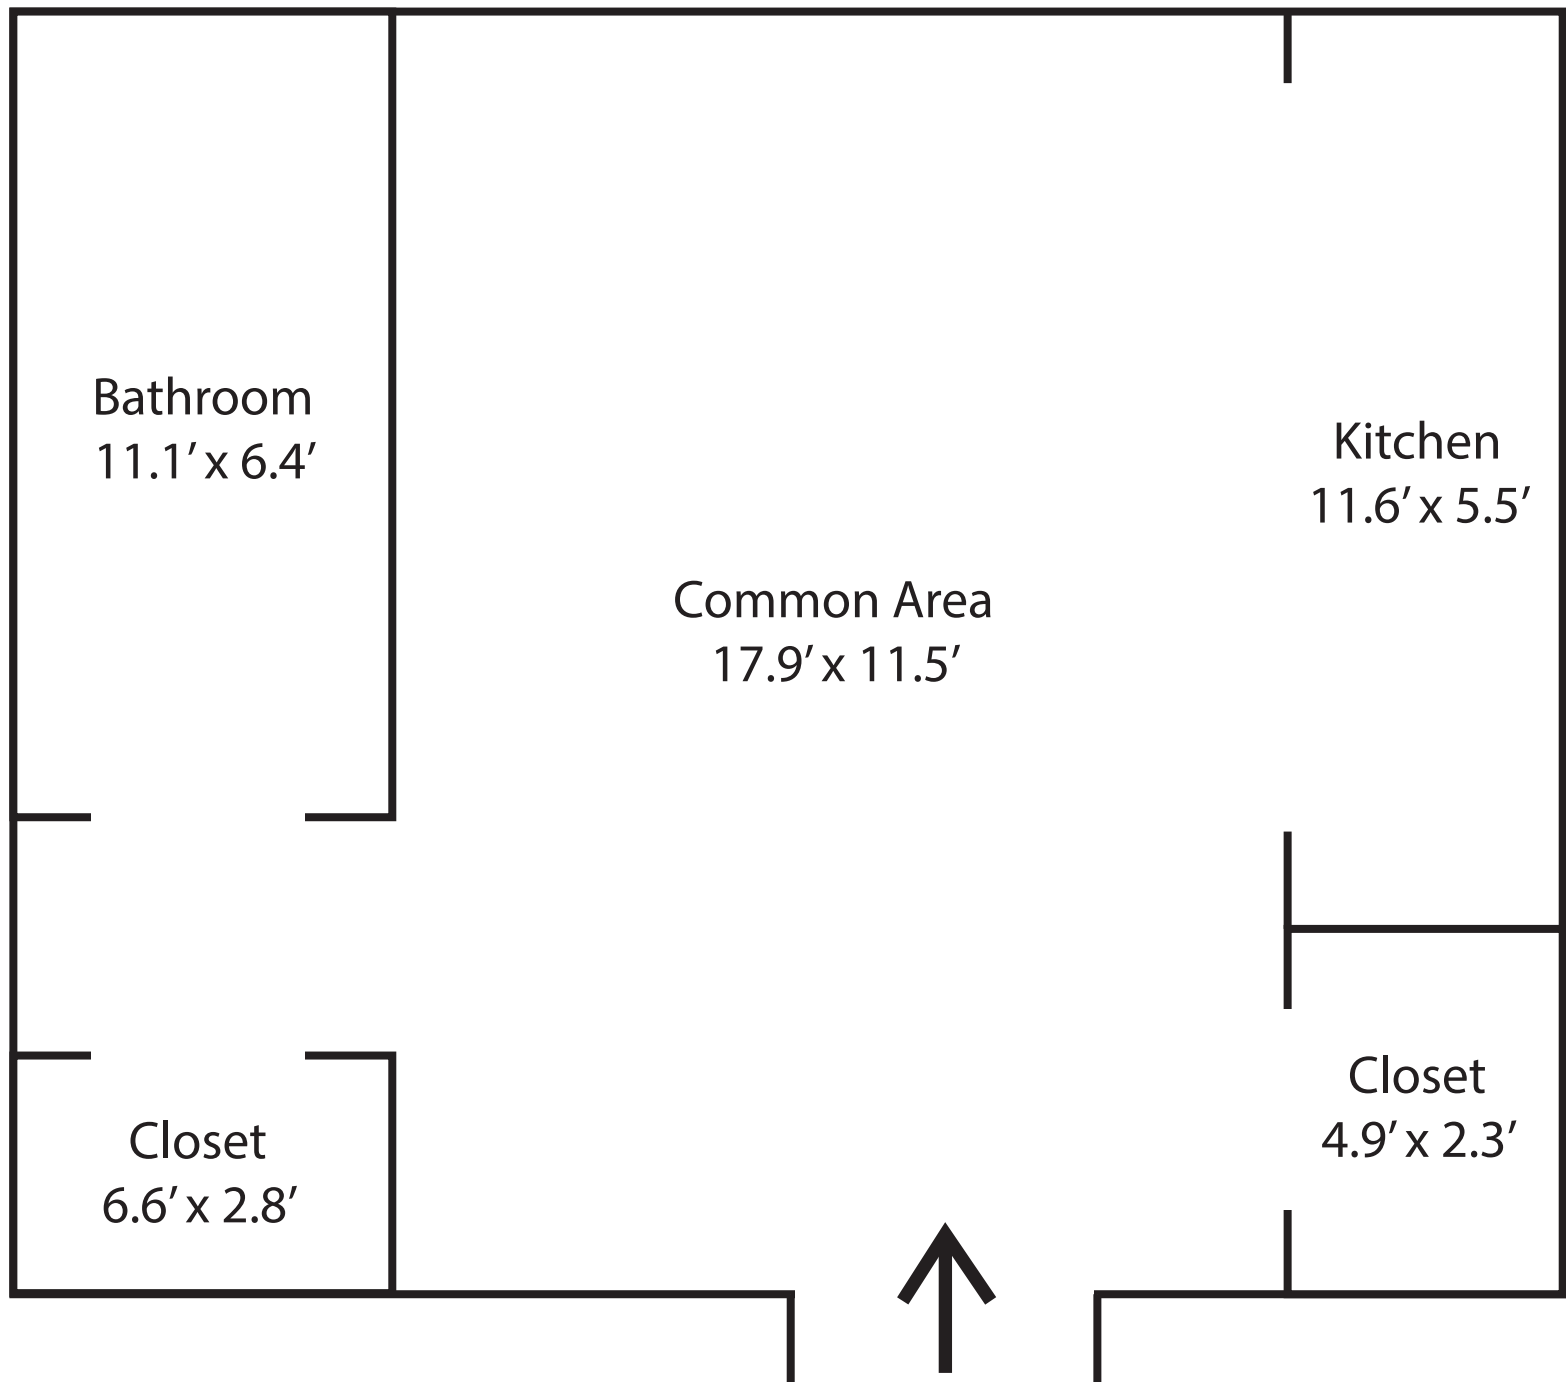 Bathroom
11.1’ x 6.4’
Kitchen
11.6’ x 5.5’
Common Area
17.9’ x 11.5’
Closet
4.9’ x 2.3’
Closet
6.6’ x 2.8’